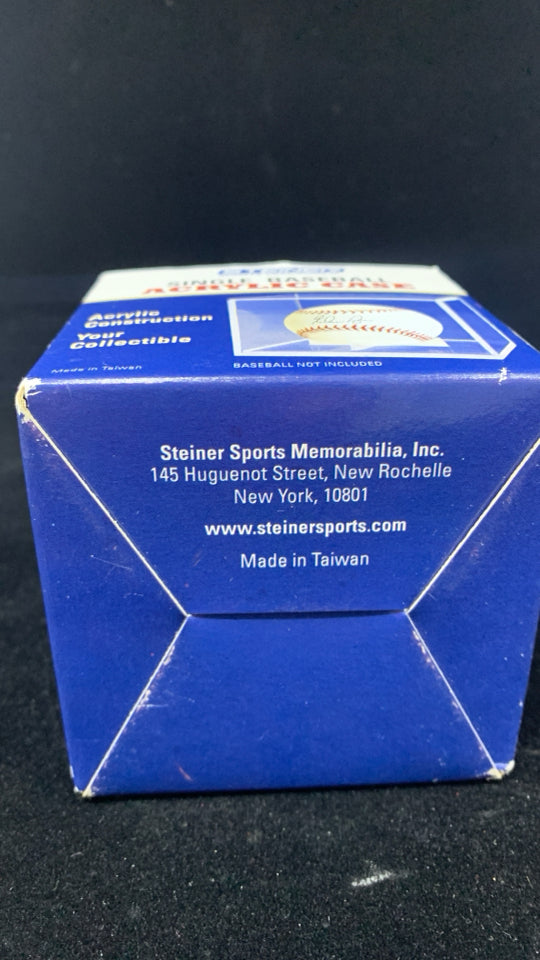 STEINER
SINGLE BASEBALL
ACRYLIC CASE
Acrylic
Construction
Your
Collectible
Made in Taiwan
BASEBALL NOT INCLUDED
Steiner Sports Memorabilia, Inc.
145 Huguenot Street, New Rochelle
New York, 10801
www.steinersports.com
Made in Taiwan